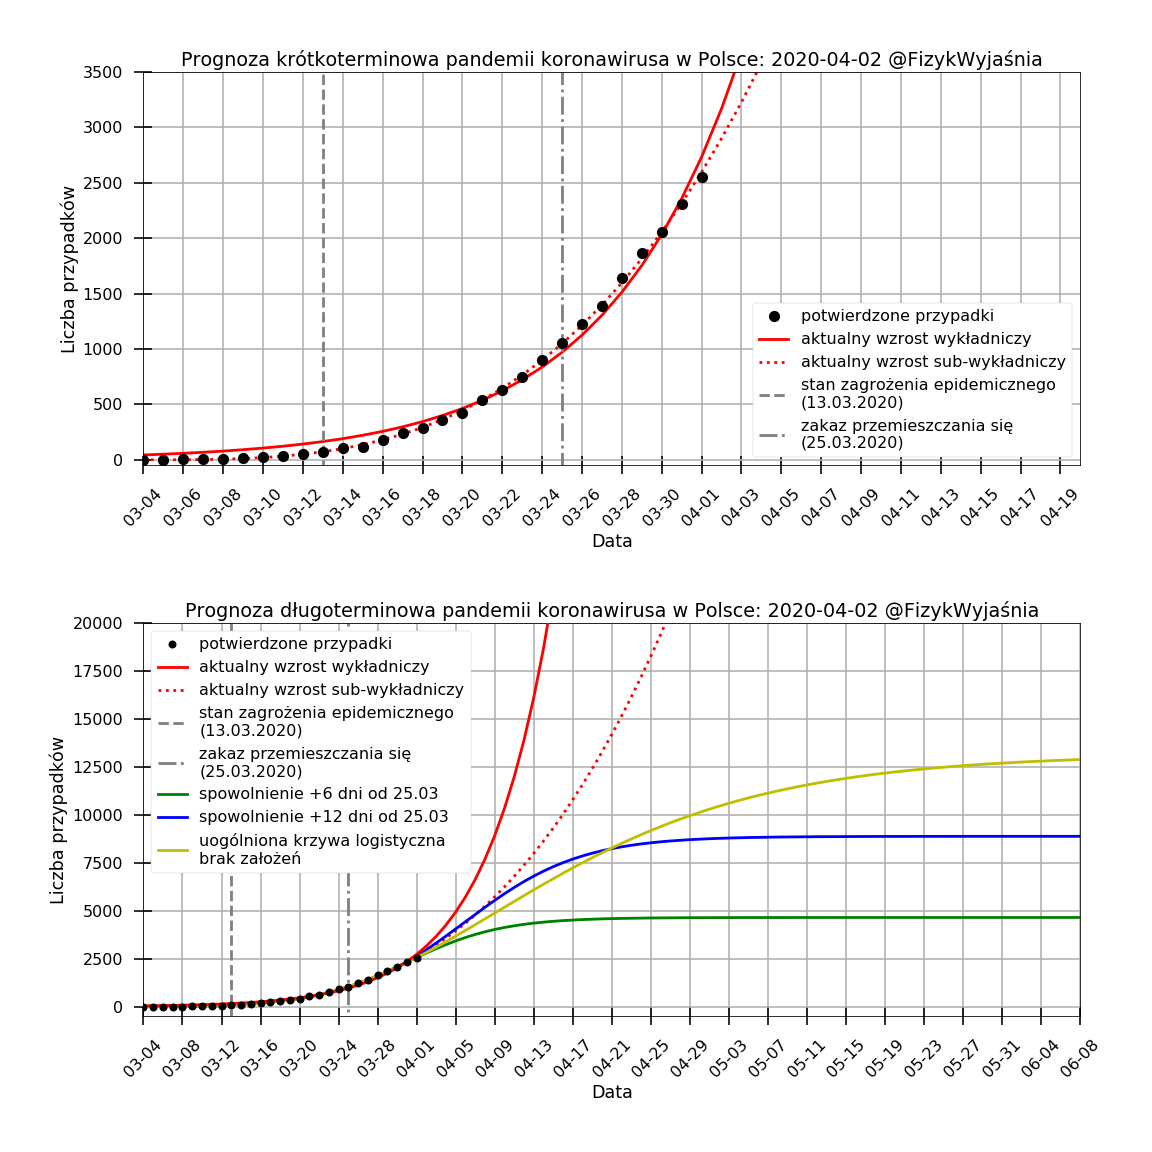 Prognoza krótkoterminowa pandemii koronawirusa w Polsce: 2020-04-02 @FizykWyjaśnia
3500
3000
2500
2000
1500
1000
500
0
Liczba przypadków
potwierdzone przypadki
aktualny wzrost wykładniczy
aktualny wzrost sub-wykładniczy
stan zagrożenia epidemicznego
(13.03.2020)
zakaz przemieszczania się
(25.03.2020)
03-04 03-06 03-08 03-10 03-12 03-14 03-16 03-18 03-20 03-22 03-24 03-26 03-28 03-30 04-01 04-03 04-05 04-07 04-09 04-11 04-13 04-15 04-17 04-19
Data
Prognoza długoterminowa pandemii koronawirusa w Polsce: 2020-04-02 @FizykWyjaśnia
20000
17500
15000
12500
10000
7500
5000
2500
0
Liczba przypadków
potwierdzone przypadki
aktualny wzrost wykładniczy
aktualny wzrost sub-wykładniczy
stan zagrożenia epidemicznego
(13.03.2020)
zakaz przemieszczania się
(25.03.2020)
spowolnienie +6 dni od 25.03
spowolnienie +12 dni od 25.03
uogólniona krzywa logistyczna
brak założeń
03-04 03-08 03-12 03-16 03-20 03-24 03-28 04-01 04-05 04-09 04-13 04-17 04-21 04-25 04-29 05-03 05-07 05-11 05-15 05-19 05-23 05-27 05-31 06-04 06-08
Data